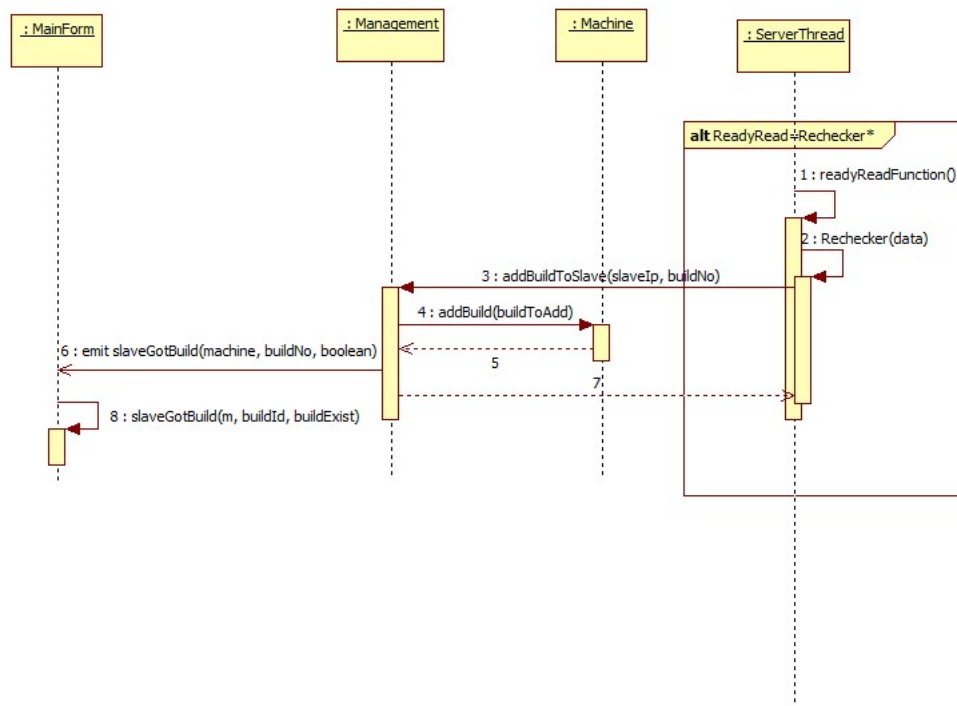 : MainForm
: Management
: Machine
: ServerThread
alt ReadyRead=Rechecker*
1 : readyReadFunction()
2 : Rechecker(data)
3 : addBuildToSlave(slaveIp, buildNo)
4 : addBuild(buildToAdd)
5
6 : emit slaveGotBuild(machine, buildNo, boolean)
7
8 : slaveGotBuild(m, buildId, buildExist)